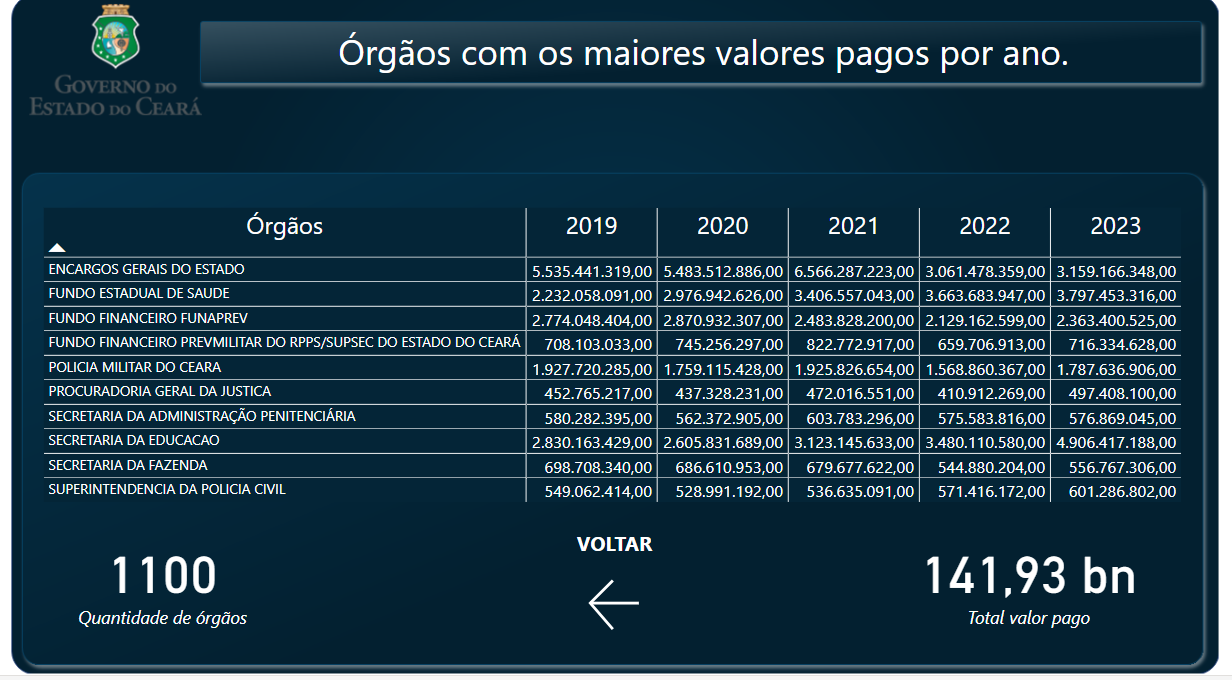 Órgãos com os maiores valores pagos por ano.
GOVERNO DO
ESTADO DO CEARÁ
Órgãos 2019 2020 2021 2022 2023
ENCARGOS GERAIS DO ESTADO 5.535.441.319,00 5.483.512.886,00 6.566.287.223,00 3.061.478.359,00 3.159.166.348,00
FUNDO ESTADUAL DE SAUDE 2.232.058.091,00 2.976.942.626,00 3.406.557.043,00 3.663.683.947,00 3.797.453.316,00
FUNDO FINANCEIRO FUNAPREV 2.774.048.404,00 2.870.932.307,00 2.483.828.200,00 2.129.162.599,00 2.363.400.525,00
FUNDO FINANCEIRO PREVMILITAR DO RPPS/SUPSEC DO ESTADO DO CEARÁ 708.103.033,00 745.256.297,00 822.772.917,00 659.706.913,00 716.334.628,00
POLICIA MILITAR DO CEARA 1.927.720.285,00 1.759.115.428,00 1.925.826.654,00 1.568.860.367,00 1.787.636.906,00
PROCURADORIA GERAL DA JUSTICA 452.765.217,00 437.328.231,00 472.016.551,00 410.912.269,00 497.408.100,00
SECRETARIA DA ADMINISTRAÇÃO PENITENCIÁRIA 580.282.395,00 562.372.905,00 603.783.296,00 575.583.816,00 576.869.045,00
SECRETARIA DA EDUCACAO 2.830.163.429,00 2.605.831.689,00 3.123.145.633,00 3.480.110.580,00 4.906.417.188,00
SECRETARIA DA FAZENDA 698.708.340,00 686.610.953,00 679.677.622,00 544.880.204,00 556.767.306,00
SUPERINTENDENCIA DA POLICIA CIVIL 549.062.414,00 528.991.192,00 536.635.091,00 571.416.172,00 601.286.802,00
VOLTAR
1100
Quantidade de órgãos
141,93 bn
Total valor pago